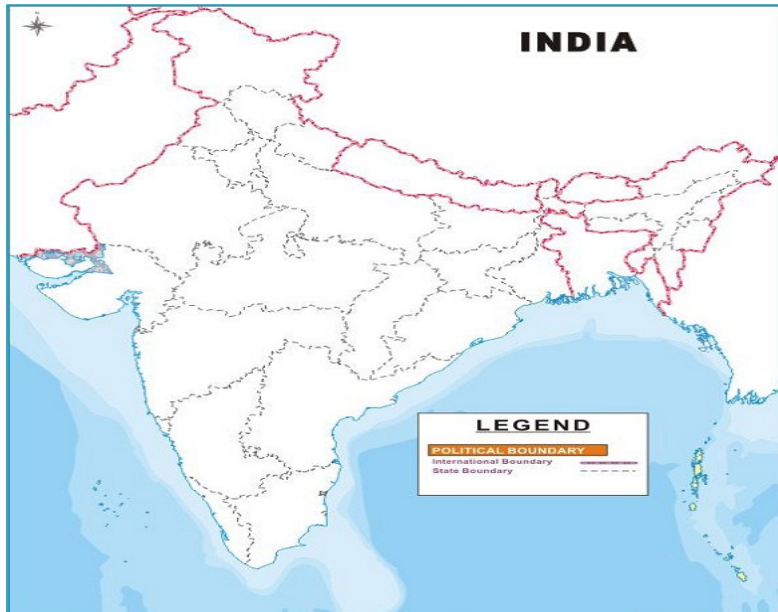 INDIA
LEGEND
POLITICAL BOUNDARY
International Boundary
State Boundary